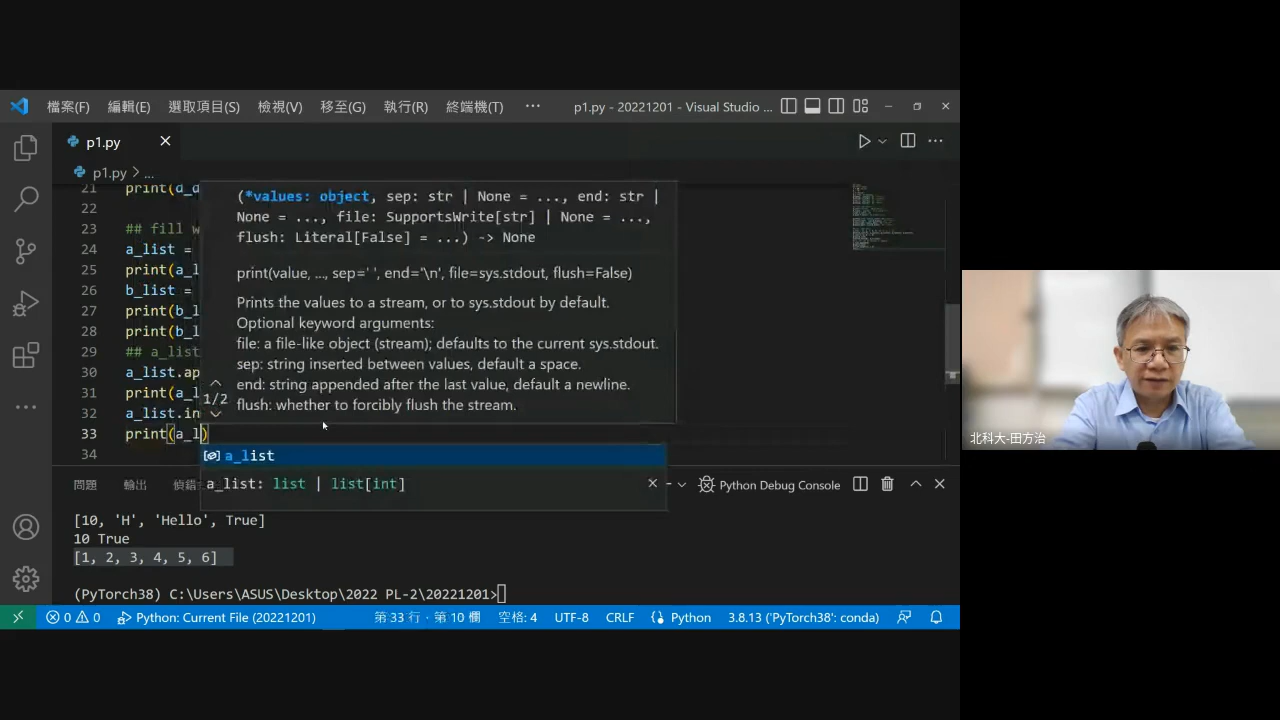 檔案(F) 編輯(E) 選取項目(S) 檢視(V) 移至(G) 執行(R) 終端機(T) ··· p1.py - 20221201 - Visual Studio ...
p1.py
p1.py > ...
21 print(d_d
22
23 ## fill w
24 a_list =
25 print(a_l
26 b_list =
27 print(b_l
28 print(b_l
29 ## a_list
30 a_list.ap
31 print(a_l
32 a_list.in
33 print(a_l)
34
(*values: object, sep: str | None = ..., end: str |
None = ..., file: SupportsWrite[str] | None = ...,
flush: Literal[False] = ...) -> None
print(value, ..., sep=' ', end='\n', file=sys.stdout, flush=False)
Prints the values to a stream, or to sys.stdout by default.
Optional keyword arguments:
file: a file-like object (stream); defaults to the current sys.stdout.
sep: string inserted between values, default a space.
end: string appended after the last value, default a newline.
1/2
flush: whether to forcibly flush the stream.
a_list
a_list: list | list[int]
問題 輸出 偵錯 Python Debug Console
[10, 'H', 'Hello', True]
10 True
[1, 2, 3, 4, 5, 6]
(PyTorch38) C:\Users\ASUS\Desktop\2022 PL-2\20221201>
0 0 Python: Current File (20221201) 第 33 行，第 10 欄 空格: 4 UTF-8 CRLF Python 3.8.13 ('PyTorch38': conda)
北科大-田方治